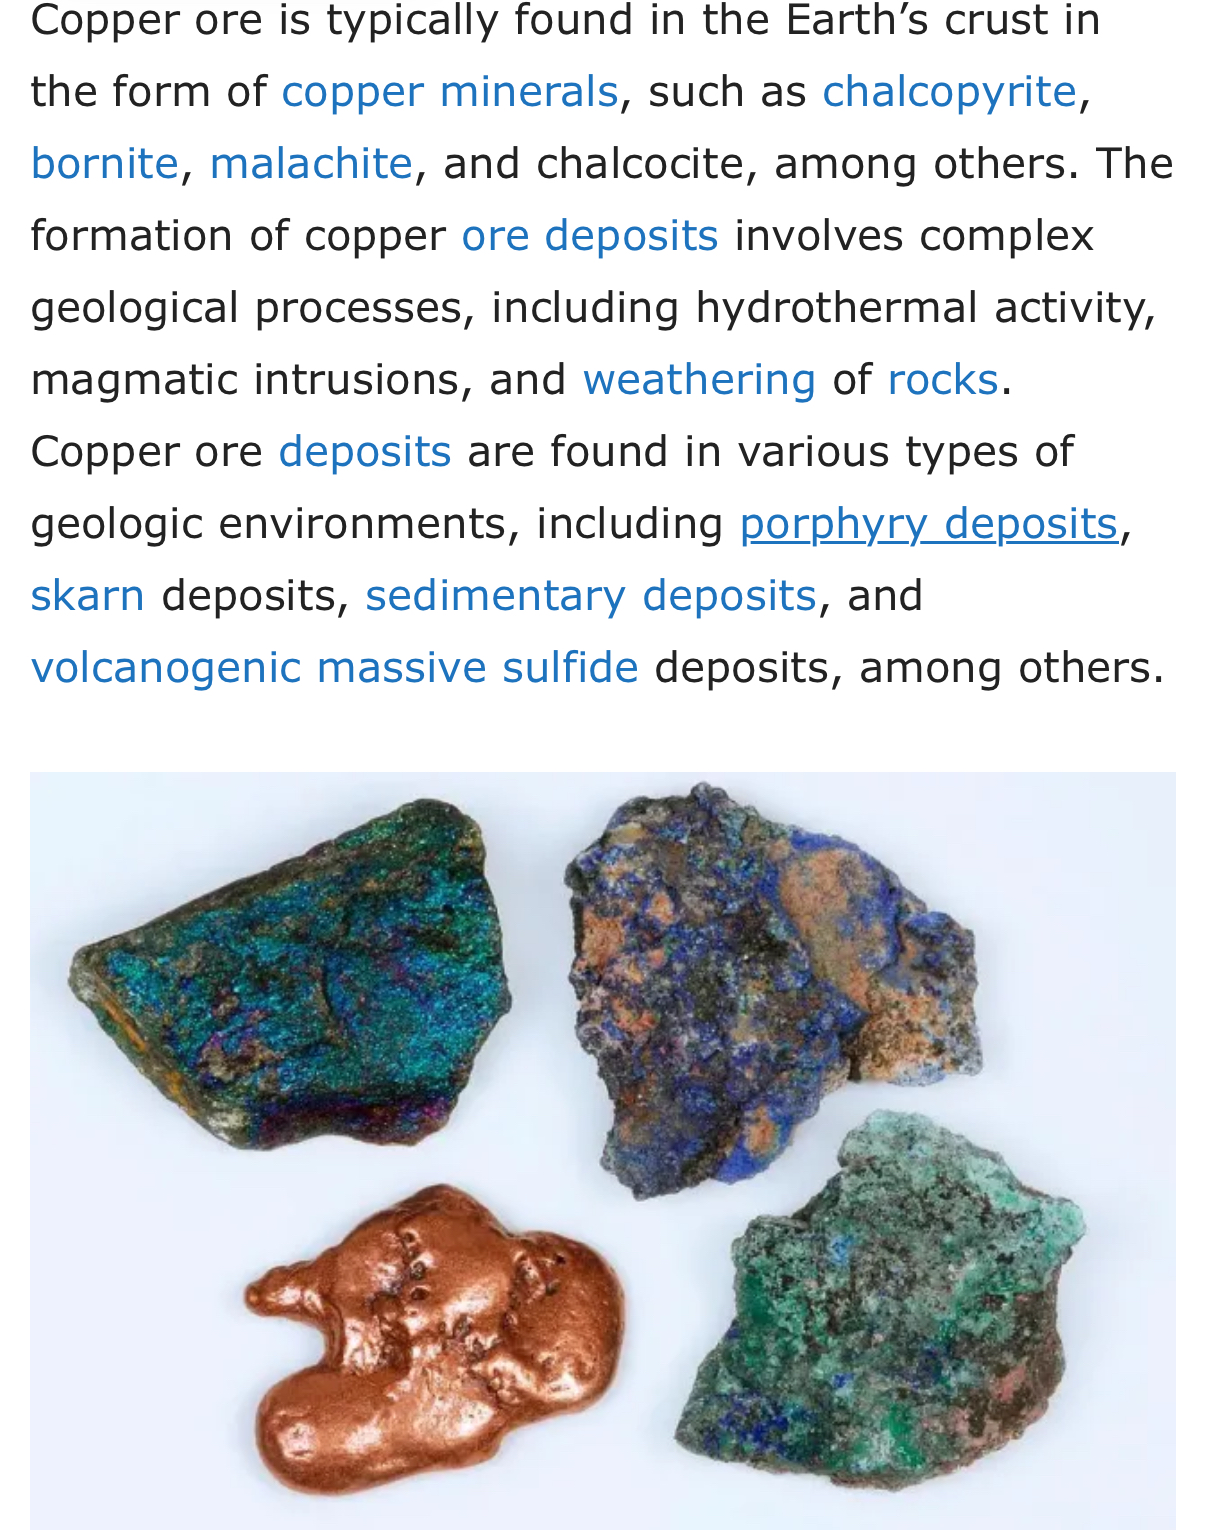 Copper ore is typically found in the Earth’s crust in
the form of copper minerals, such as chalcopyrite,
bornite, malachite, and chalcocite, among others. The
formation of copper ore deposits involves complex
geological processes, including hydrothermal activity,
magmatic intrusions, and weathering of rocks.
Copper ore deposits are found in various types of
geologic environments, including porphyry deposits,
skarn deposits, sedimentary deposits, and
volcanogenic massive sulfide deposits, among others.